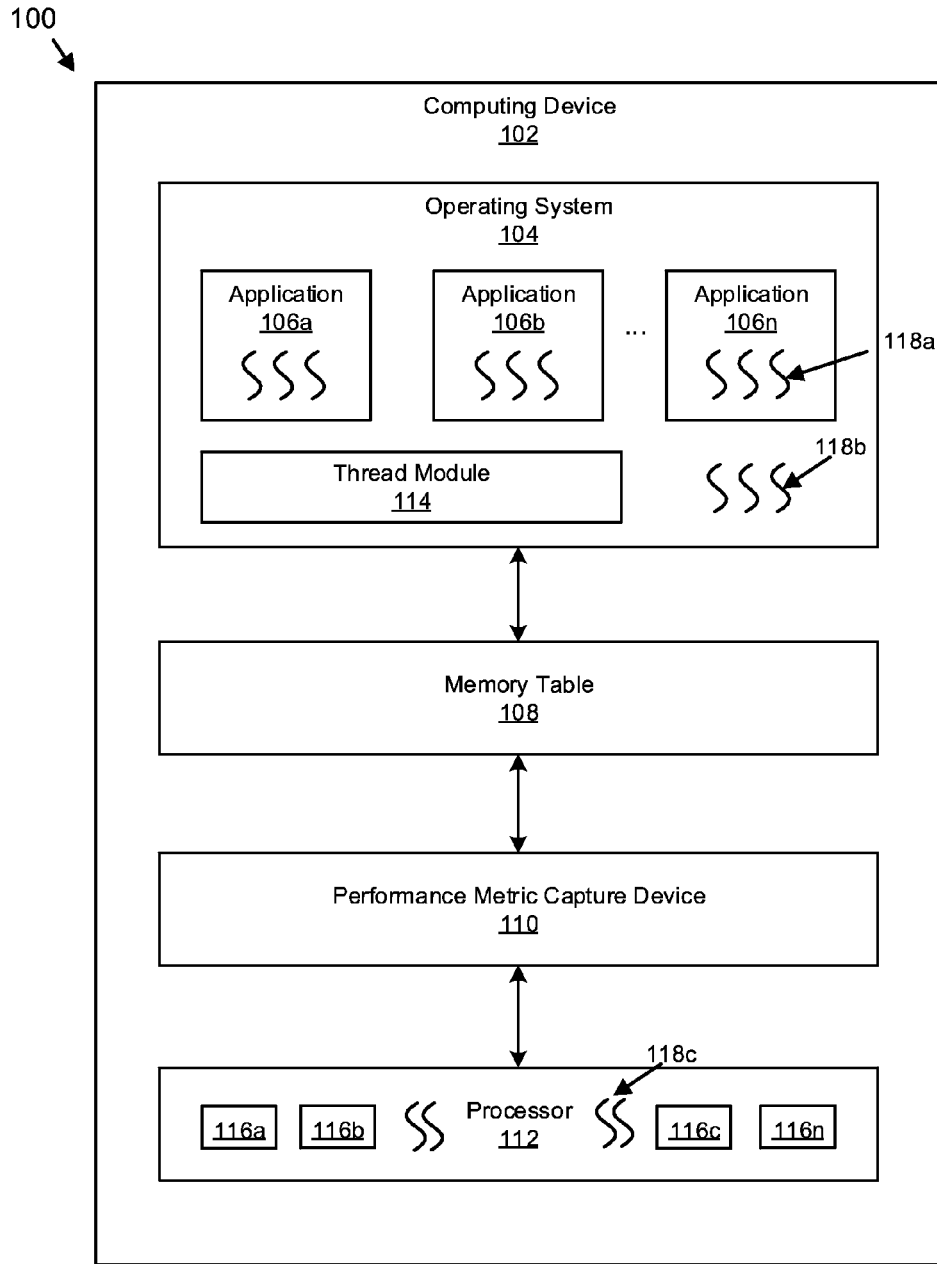 100
Computing Device
102
Operating System
104
Application
106a
Application
106b
...
Application
106n
118a
Thread Module
114
118b
Memory Table
108
Performance Metric Capture Device
110
118c
116a
116b
Processor
112
116c
116n